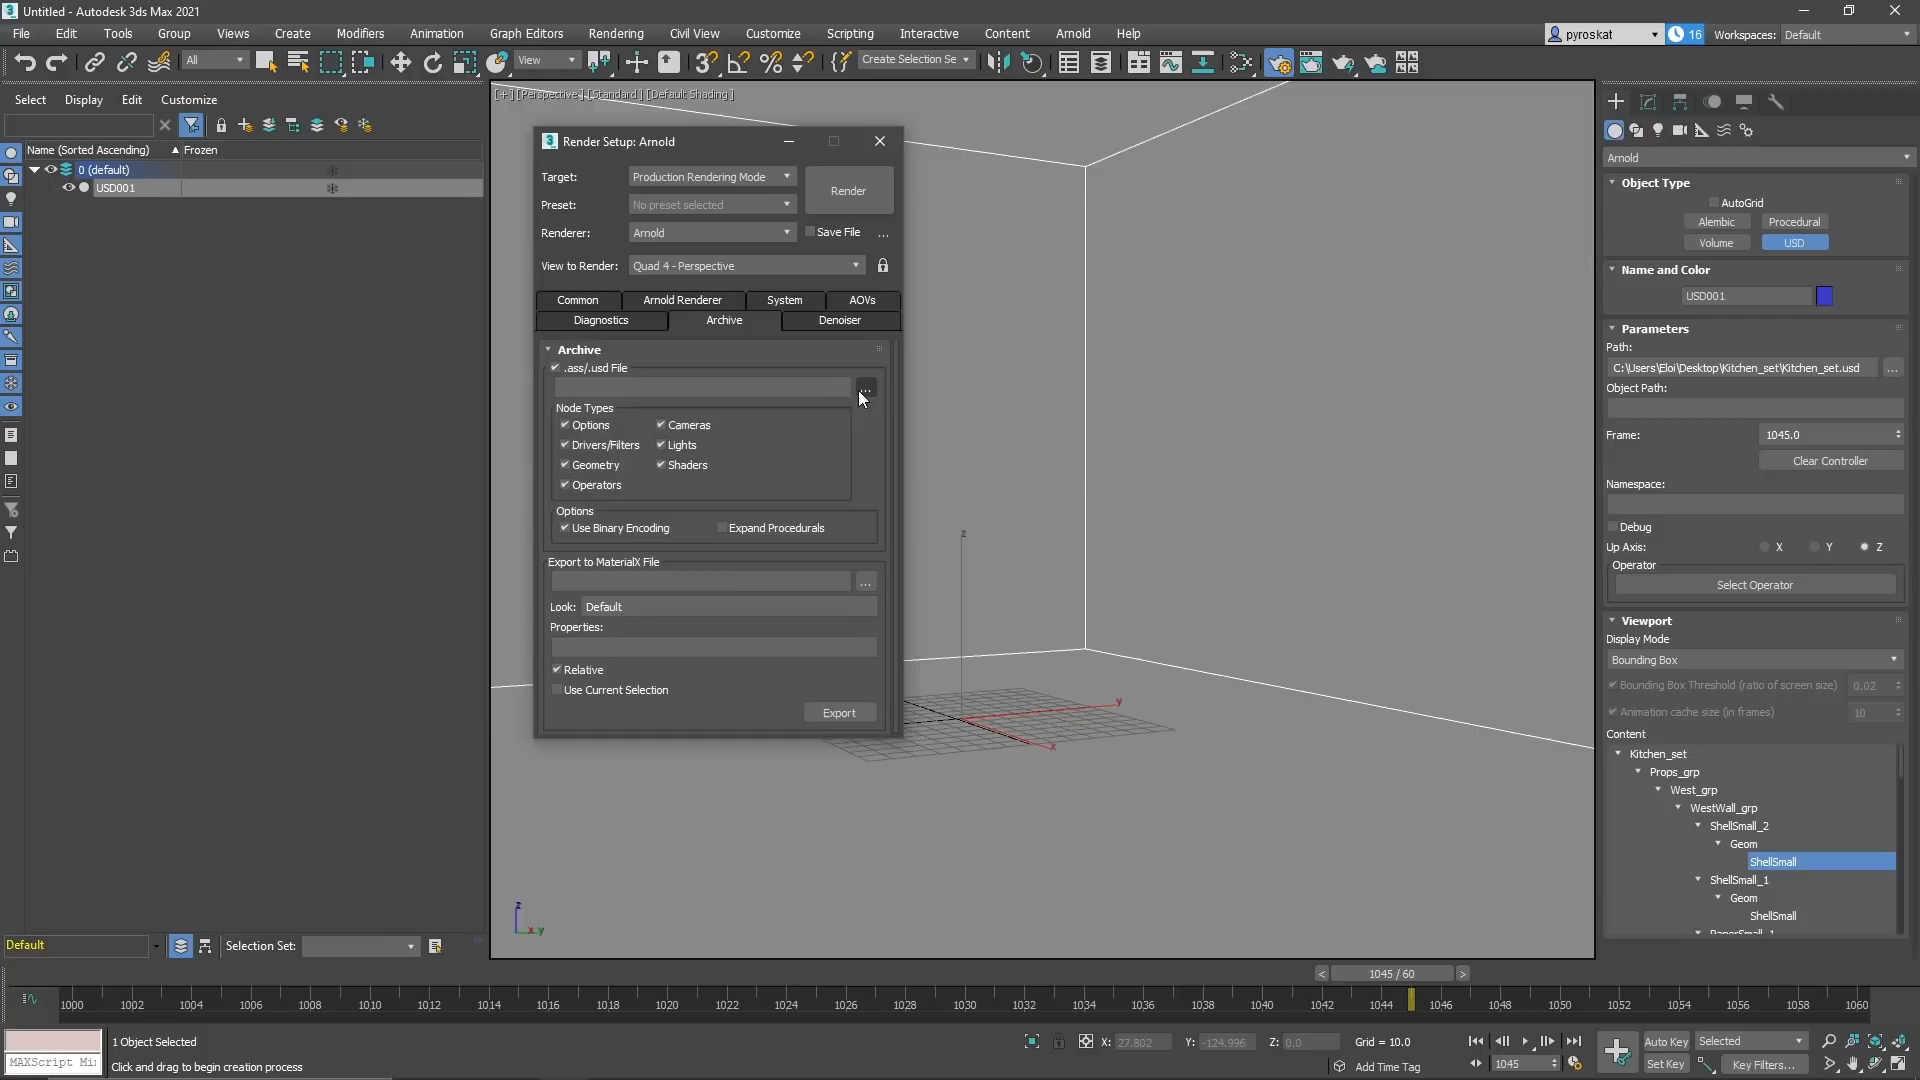 Untitled - Autodesk 3ds Max 2021
File Edit Tools Group Views Create Modifiers Animation Graph Editors Rendering Civil View Customize Scripting Interactive Content Arnold Help
pyroskat 16 Workspaces: Default
All View Create Selection Se
Select Display Edit Customize
Name (Sorted Ascending) Frozen
0 (default)
USD001
[+] [Perspective] [Standard] [Default Shading]
Render Setup: Arnold
Target: Production Rendering Mode
Render
Preset: No preset selected
Renderer: Arnold
Save File ...
View to Render: Quad 4 - Perspective
Common Arnold Renderer System AOVs
Diagnostics Archive Denoiser
Archive
.ass/.usd File
...
Node Types
Options Cameras
Drivers/Filters Lights
Geometry Shaders
Operators
Options
Use Binary Encoding Expand Procedurals
Export to MaterialX File
...
Look: Default
Properties:
Relative
Use Current Selection
Export
z
y
x
z
x y
Arnold
Object Type
AutoGrid
Alembic Procedural
Volume USD
Name and Color
USD001
Parameters
Path:
C:\Users\Eloi\Desktop\Kitchen_set\Kitchen_set.usd ...
Object Path:
Frame: 1045.0
Clear Controller
Namespace:
Debug
Up Axis: X Y Z
Operator
Select Operator
Viewport
Display Mode
Bounding Box
Bounding Box Threshold (ratio of screen size) 0.02
Animation cache size (in frames) 10
Content
Kitchen_set
Props_grp
West_grp
WestWall_grp
ShellSmall_2
Geom
ShellSmall
ShellSmall_1
Geom
ShellSmall
Default
Selection Set:
< 1045 / 60 >
1000 1002 1004 1006 1008 1010 1012 1014 1016 1018 1020 1022 1024 1026 1028 1030 1032 1034 1036 1038 1040 1042 1044 1046 1048 1050 1052 1054 1056 1058 1060
1 Object Selected
X: 27.802 Y: -124.996 Z: 0.0 Grid = 10.0
Auto Key Selected
MAXScript Mi
Click and drag to begin creation process
Add Time Tag
1045
Set Key Key Filters...